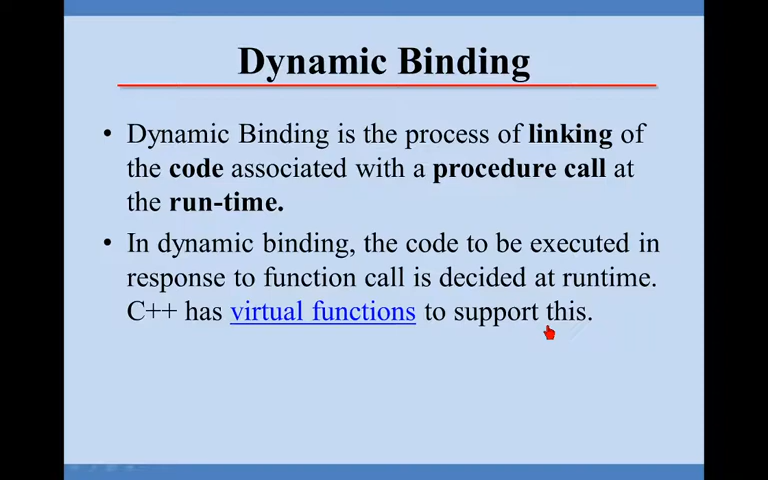 Dynamic Binding
• Dynamic Binding is the process of linking of
the code associated with a procedure call at
the run-time.
• In dynamic binding, the code to be executed in
response to function call is decided at runtime.
C++ has virtual functions to support this.